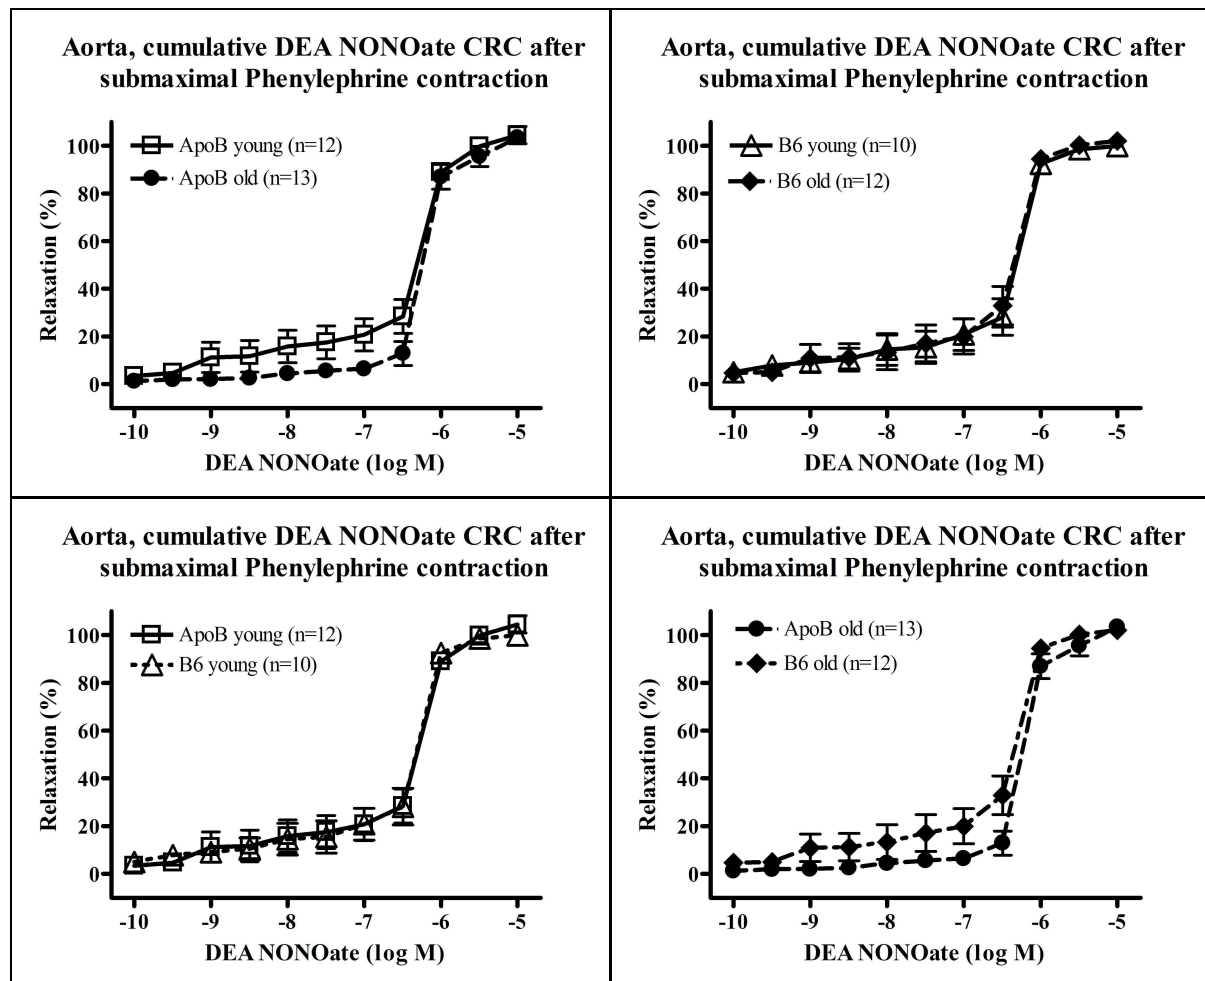 Aorta, cumulative DEA NONOate CRC after
submaximal Phenylephrine contraction
ApoB young (n=12)
ApoB old (n=13)
Relaxation (%)
100
80
60
40
20
0
-10 -9 -8 -7 -6 -5
DEA NONOate (log M)
Aorta, cumulative DEA NONOate CRC after
submaximal Phenylephrine contraction
B6 young (n=10)
B6 old (n=12)
Relaxation (%)
100
80
60
40
20
0
-10 -9 -8 -7 -6 -5
DEA NONOate (log M)
Aorta, cumulative DEA NONOate CRC after
submaximal Phenylephrine contraction
ApoB young (n=12)
B6 young (n=10)
Relaxation (%)
100
80
60
40
20
0
-10 -9 -8 -7 -6 -5
DEA NONOate (log M)
Aorta, cumulative DEA NONOate CRC after
submaximal Phenylephrine contraction
ApoB old (n=13)
B6 old (n=12)
Relaxation (%)
100
80
60
40
20
0
-10 -9 -8 -7 -6 -5
DEA NONOate (log M)